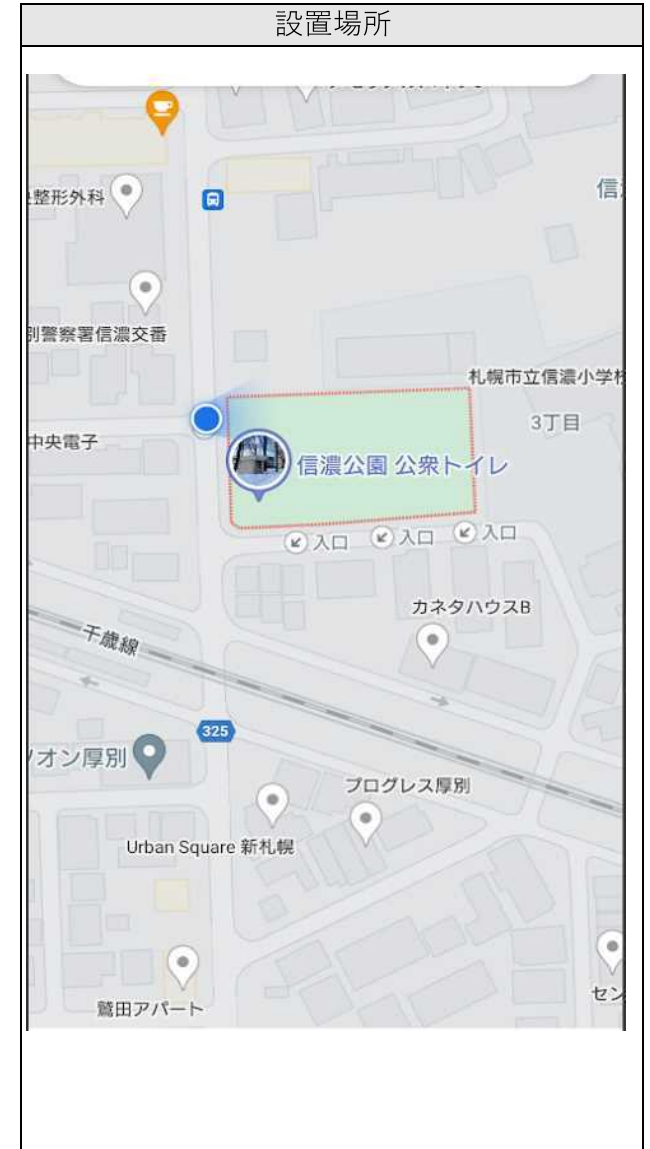 設置場所
整形外科
信
別警察署信濃交番
札幌市立信濃小学校
3丁目
中央電子
信濃公園 公衆トイレ
入口
入口
入口
カネタハウスB
千歳線
325
オン厚別
プログレス厚別
Urban Square 新札幌
鷲田アパート
セン